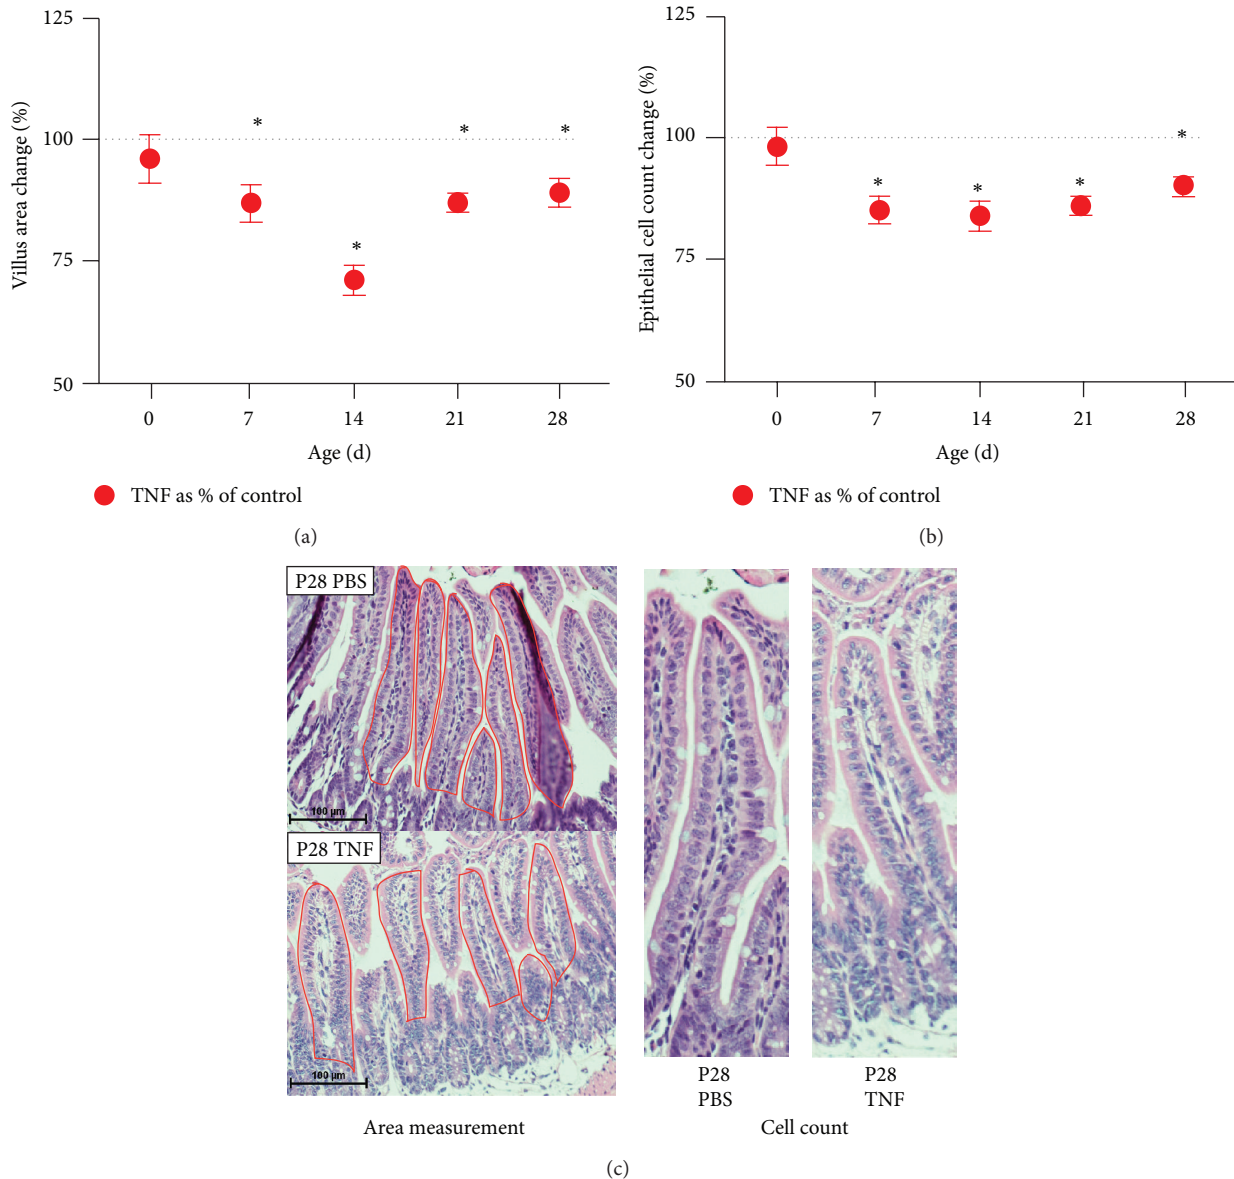 125
100
75
50
Villus area change (%)
*
*
*
*
0 7 14 21 28
Age (d)
TNF as % of control
(a)
125
100
75
50
Epithelial cell count change (%)
*
*
*
*
0 7 14 21 28
Age (d)
TNF as % of control
(b)
P28 PBS
100 µm
P28 TNF
100 µm
Area measurement
P28
PBS
P28
TNF
Cell count
(c)